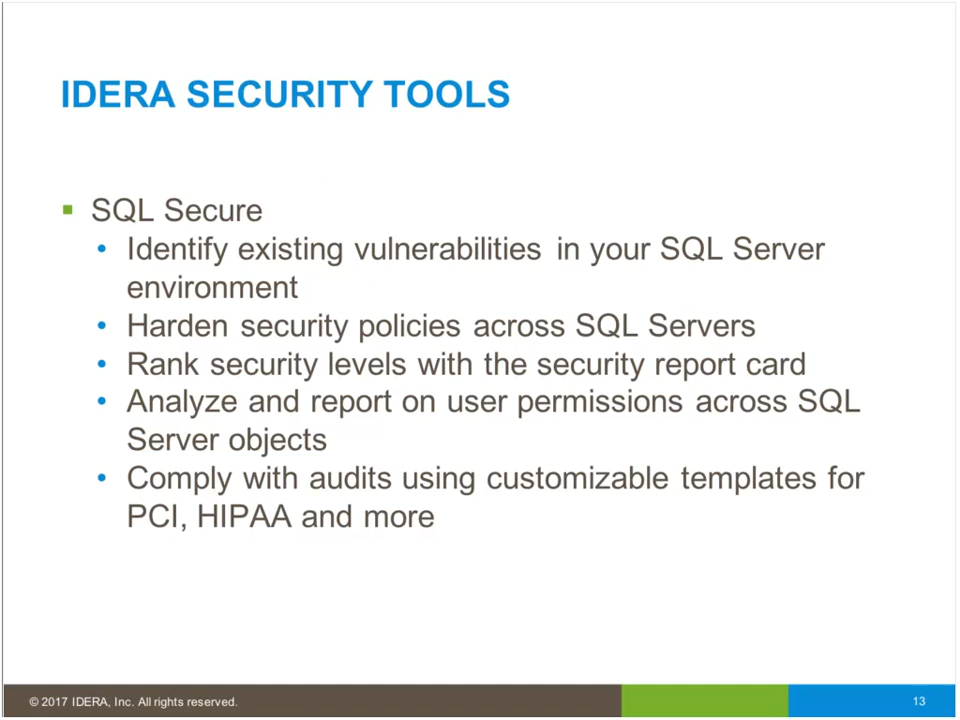 IDERA SECURITY TOOLS
▪ SQL Secure
• Identify existing vulnerabilities in your SQL Server
environment
• Harden security policies across SQL Servers
• Rank security levels with the security report card
• Analyze and report on user permissions across SQL
Server objects
• Comply with audits using customizable templates for
PCI, HIPAA and more
© 2017 IDERA, Inc. All rights reserved.
13